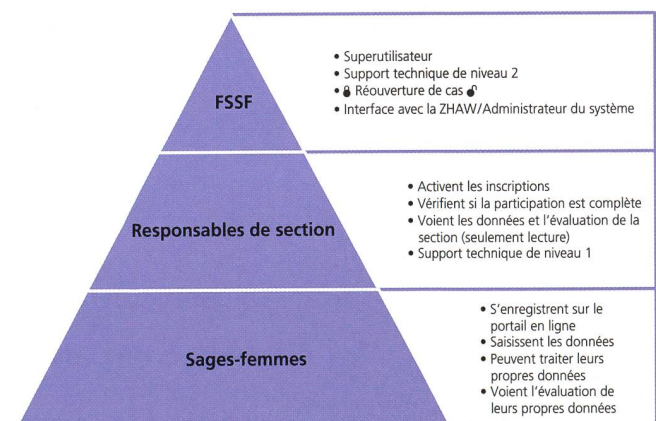 FSSF
• Superutilisateur
• Support technique de niveau 2
• 🔒 Réouverture de cas 🔓
• Interface avec la ZHAW/Administrateur du système
Responsables de section
• Activent les inscriptions
• Vérifient si la participation est complète
• Voient les données et l'évaluation de la
section (seulement lecture)
• Support technique de niveau 1
Sages-femmes
• S'enregistrent sur le
portail en ligne
• Saisissent les données
• Peuvent traiter leurs
propres données
• Voient l'évaluation de
leurs propres données